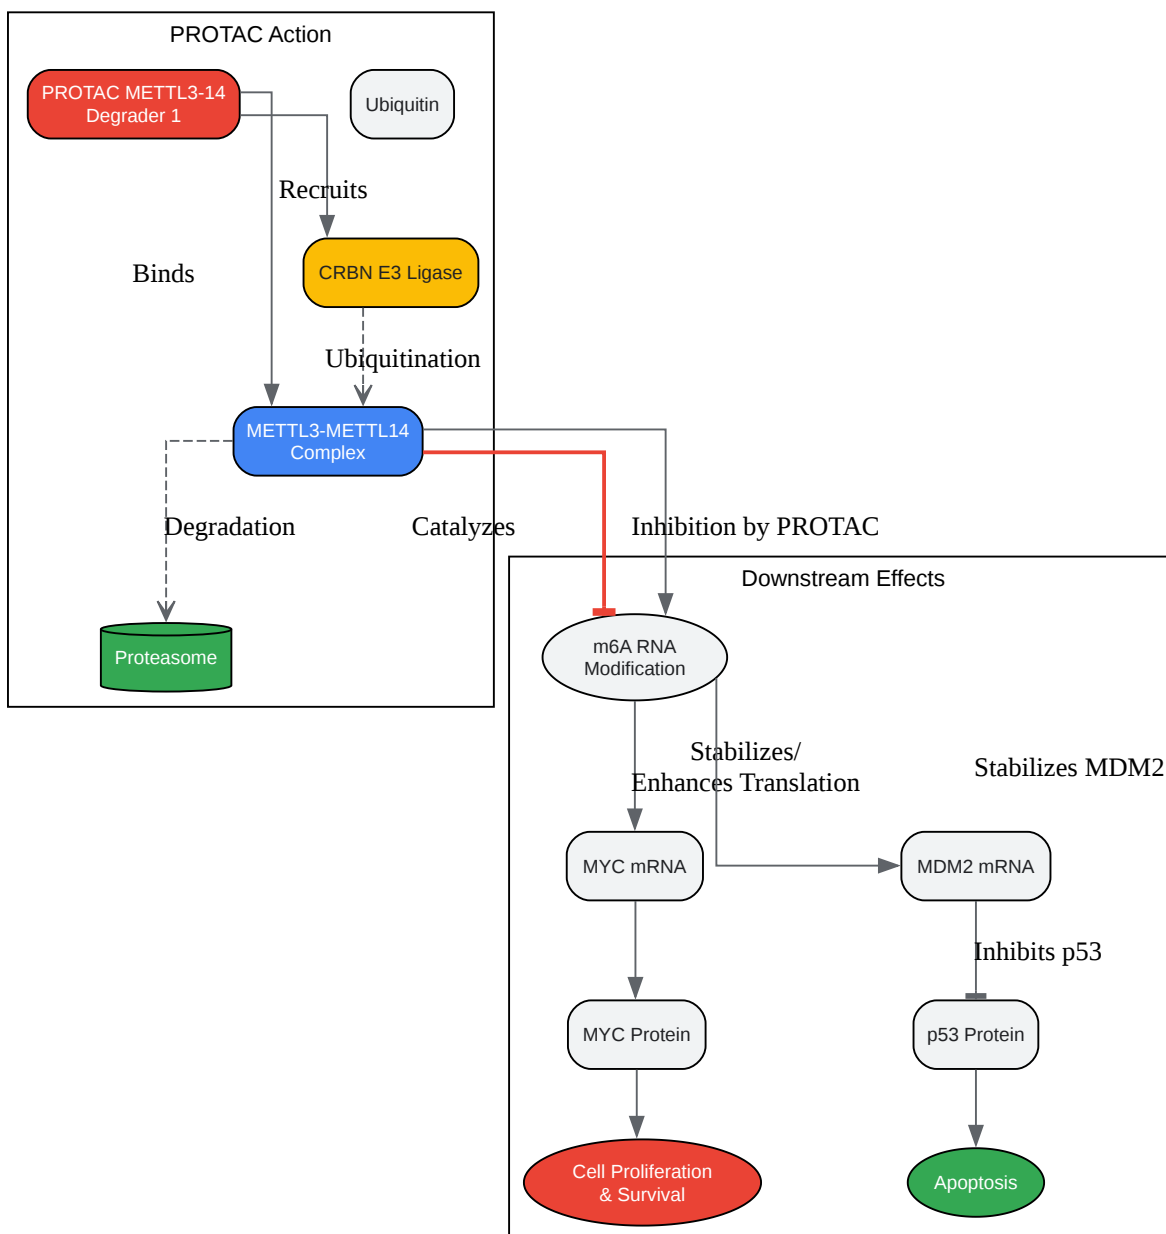 PROTAC Action
PROTAC METTL3-14
Degrader 1
Ubiquitin
Recruits
Binds
CRBN E3 Ligase
Ubiquitination
METTL3-METTL14
Complex
Degradation
Catalyzes
Inhibition by PROTAC
Downstream Effects
Proteasome
m6A RNA
Modification
Stabilizes/
Enhances Translation
Stabilizes MDM2
MYC mRNA
MDM2 mRNA
Inhibits p53
MYC Protein
p53 Protein
Cell Proliferation
& Survival
Apoptosis